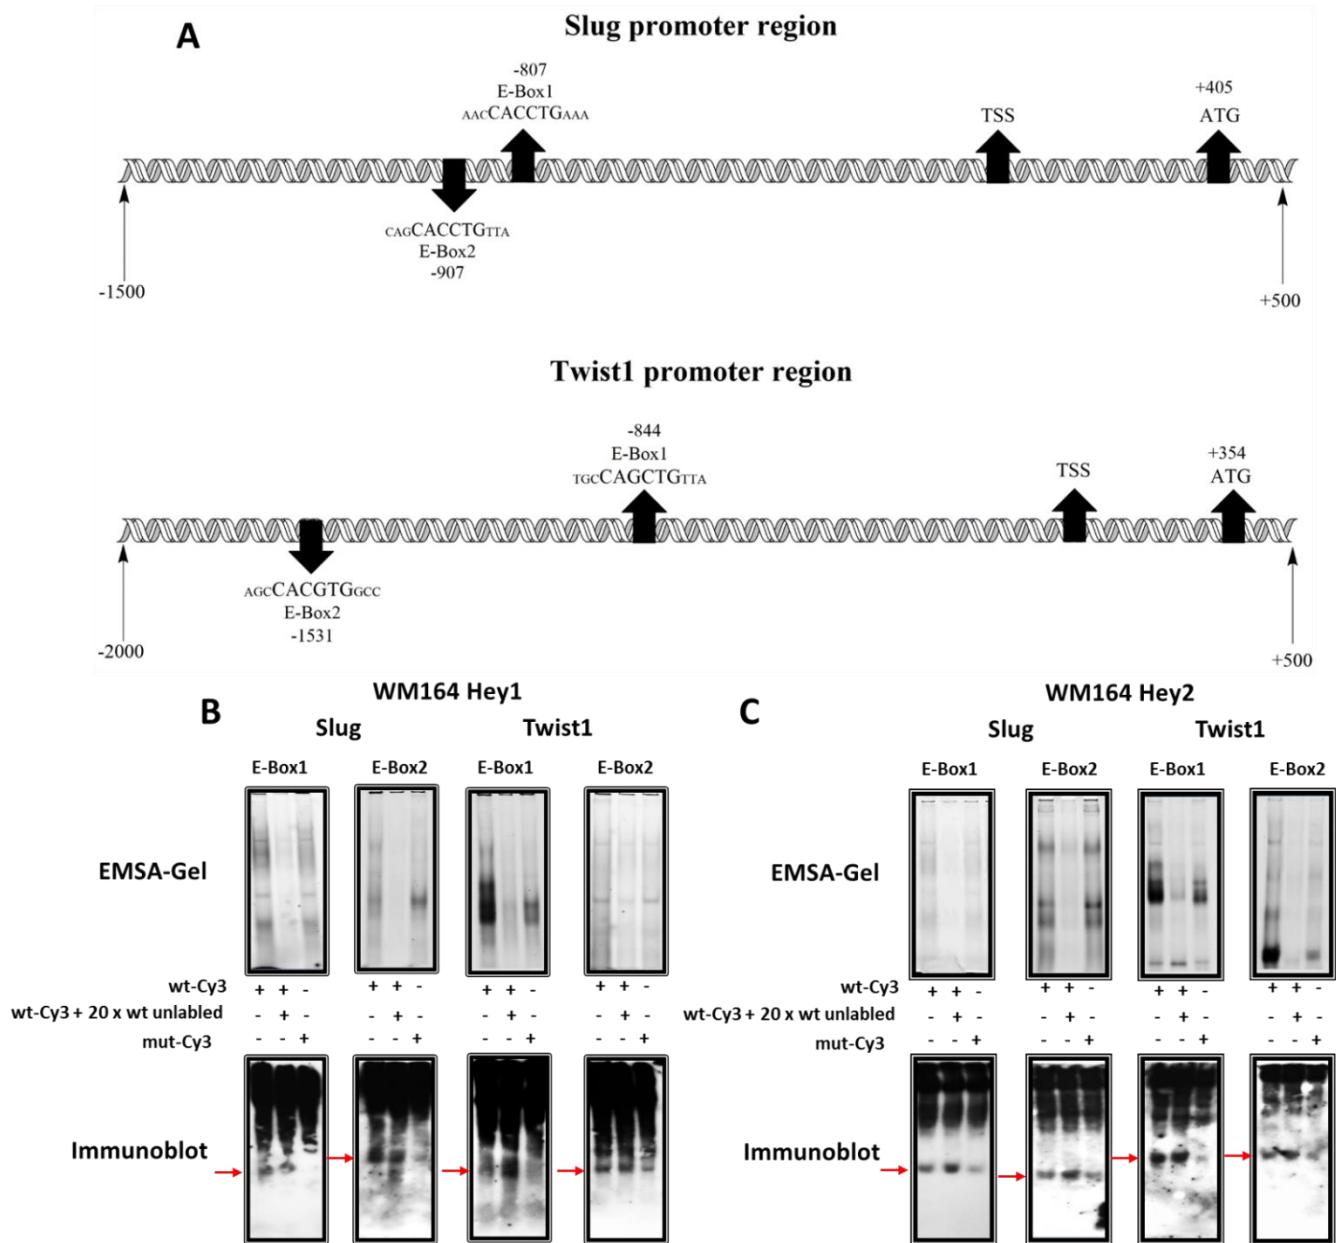 A
Slug promoter region
-807
E-Box1
AACCACCTGAAA
TSS
+405
ATG
CAGCACCTGTTA
E-Box2
-907
-1500
+500
Twist1 promoter region
-844
E-Box1
TGCCAGCTGTTA
TSS
+354
ATG
AGCCACGTGGCC
E-Box2
-1531
-2000
+500
B
WM164 Hey1
Slug
Twist1
E-Box1
E-Box2
E-Box1
E-Box2
EMSA-Gel
wt-Cy3 + + - + + - + + - + + -
wt-Cy3 + 20 x wt unlabled - + - - + - - + - - + -
mut-Cy3 - - + - - + - - + - - +
Immunoblot
C
WM164 Hey2
Slug
Twist1
E-Box1
E-Box2
E-Box1
E-Box2
EMSA-Gel
wt-Cy3 + + - + + - + + - + + -
wt-Cy3 + 20 x wt unlabled - + - - + - - + - - + -
mut-Cy3 - - + - - + - - + - - +
Immunoblot